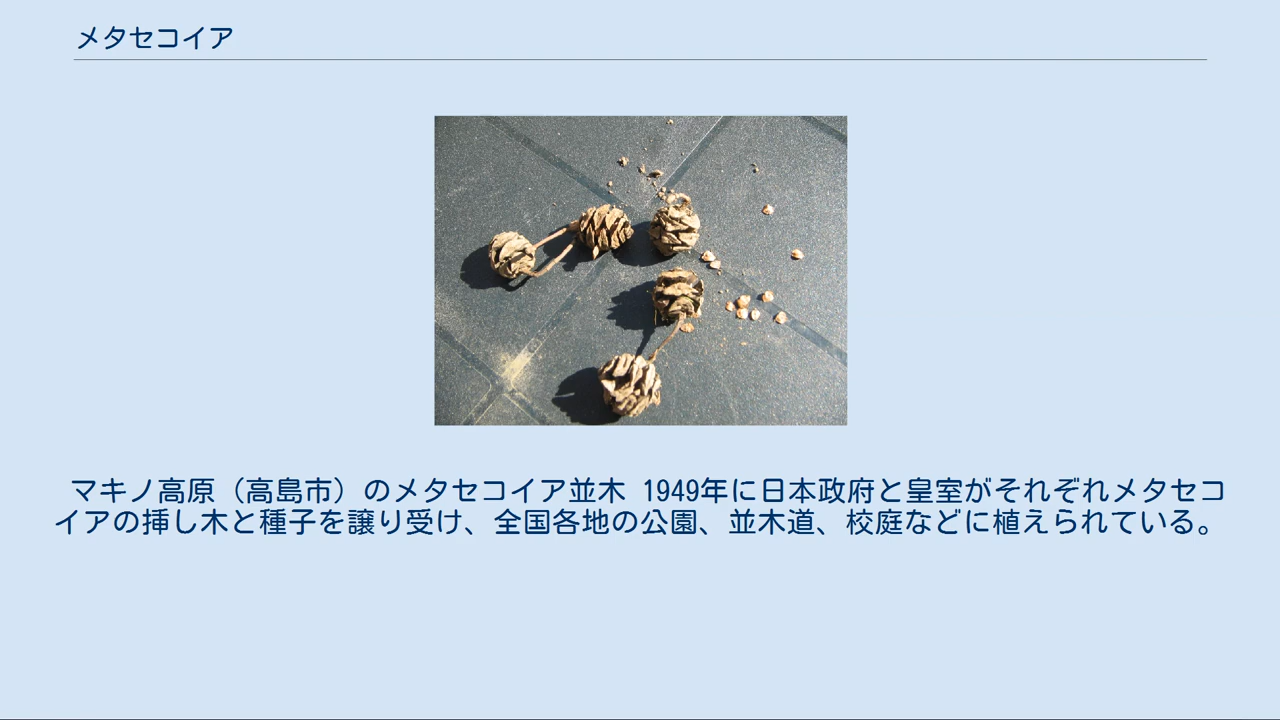 メタセコイア
マキノ高原（高島市）のメタセコイア並木 1949年に日本政府と皇室がそれぞれメタセコ
イアの挿し木と種子を譲り受け、全国各地の公園、並木道、校庭などに植えられている。